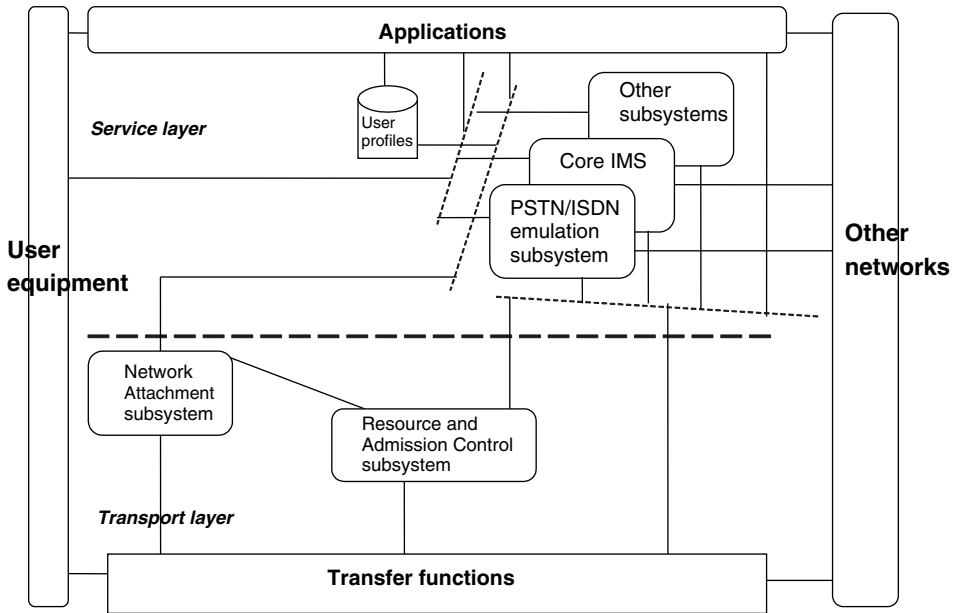 Applications
Other
subsystems
User
profiles
Service layer
Core IMS
PSTN/ISDN
emulation
subsystem
User
equipment
Other
networks
Network
Attachment
subsystem
Resource and
Admission Control
subsystem
Transport layer
Transfer functions